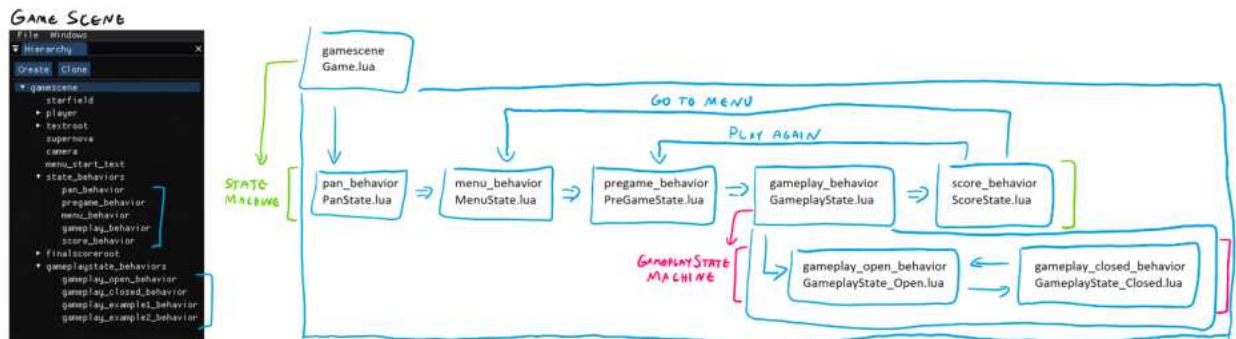 GAME SCENE
File Windows
Hierarchy
Create Clone
gamescene
starfield
player
textroot
supernova
camera
menu_start_text
state_behaviors
pan_behavior
pregame_behavior
menu_behavior
gameplay_behavior
score_behavior
finalscoreroot
gameplaystate_behaviors
gameplay_open_behavior
gameplay_closed_behavior
gameplay_example1_behavior
gameplay_example2_behavior
gamescene
Game.lua
GO TO MENU
PLAY AGAIN
STATE
MACHINE
pan_behavior
PanState.lua
menu_behavior
MenuState.lua
pregame_behavior
PreGameState.lua
gameplay_behavior
GameplayState.lua
score_behavior
ScoreState.lua
GAMEPLAYSTATE
MACHINE
gameplay_open_behavior
GameplayState_Open.lua
gameplay_closed_behavior
GameplayState_Closed.lua